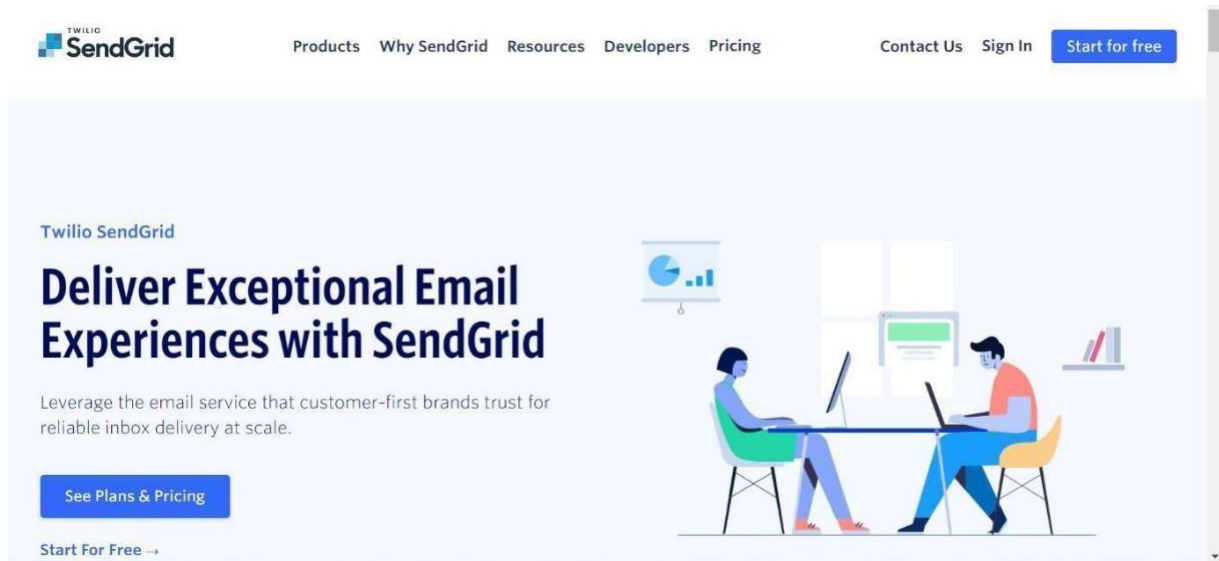 TWILIO
SendGrid
Products Why SendGrid Resources Developers Pricing
Contact Us Sign In Start for free
Twilio SendGrid
Deliver Exceptional Email
Experiences with SendGrid
Leverage the email service that customer-first brands trust for
reliable inbox delivery at scale.
See Plans & Pricing
Start For Free →